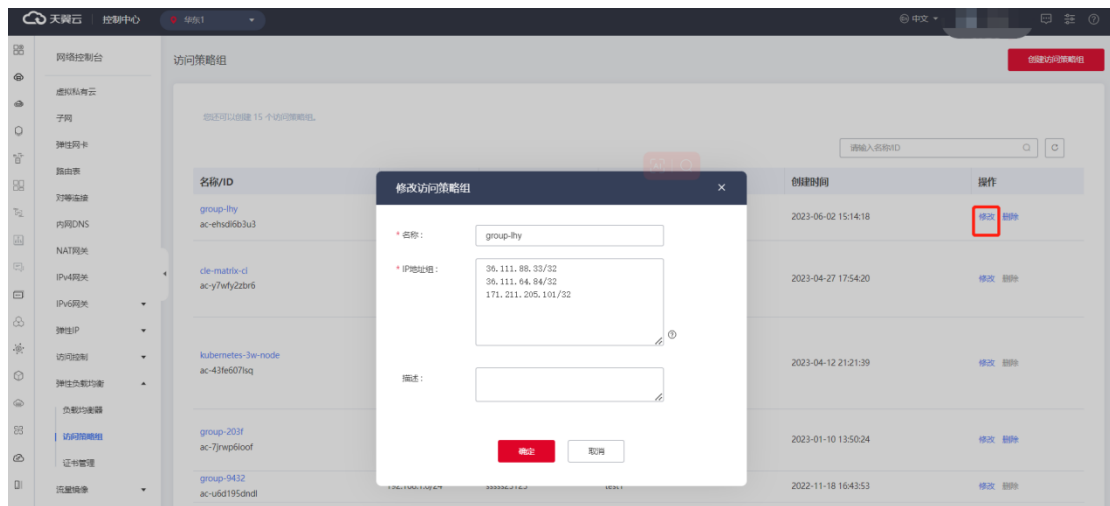 天翼云 控制中心 华东1 中文
网络控制台
虚拟私有云
子网
弹性网卡
路由表
对等连接
内网DNS
NAT网关
IPv4网关
IPv6网关
弹性IP
访问控制
弹性负载均衡
负载均衡器
访问策略组
证书管理
流量镜像
访问策略组 创建访问策略组
您还可以创建 15 个访问策略组。
请输入名称/ID
名称/ID 创建时间 操作
group-lhy
ac-ehsdi6b3u3 2023-06-02 15:14:18 修改 删除
cle-matrix-ci
ac-y7wfy2zbr6 2023-04-27 17:54:20 修改 删除
kubernetes-3w-node
ac-43fe607lsq 2023-04-12 21:21:39 修改 删除
group-203f
ac-7jrwp6ioof 2023-01-10 13:50:24 修改 删除
group-9432
ac-u6d195dndl 2022-11-18 16:43:53 修改 删除
修改访问策略组
* 名称： group-lhy
* IP地址组： 36.111.88.33/32
36.111.64.84/32
171.211.205.101/32
描述：
确定 取消